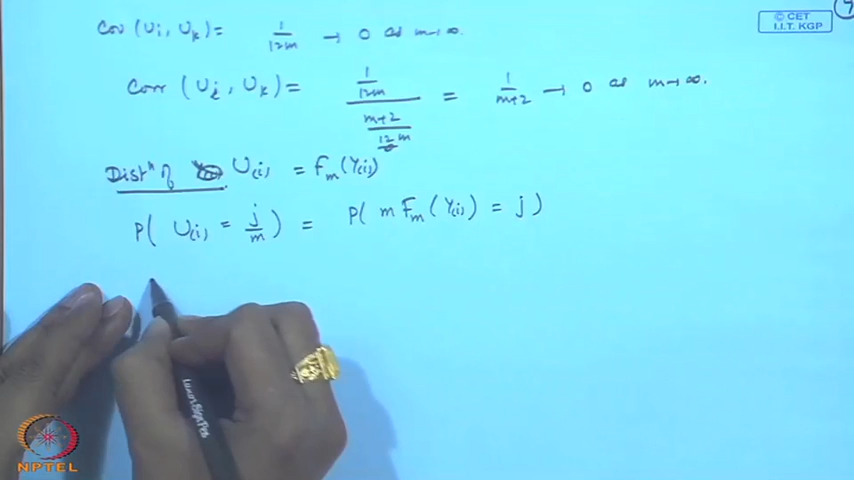 Cov(Ui, Uk) = 1/12m → 0 as m→∞.
© CET
I.I.T. KGP
Corr (Ui, Uk) = (1/12m) / ((m+2)/12m) = 1/(m+2) → 0 as m→∞.
Distn of U(i) = Fm(Y(i))
P( U(i) = j/m ) = P( m Fm( Y(i) ) = j )
NPTEL